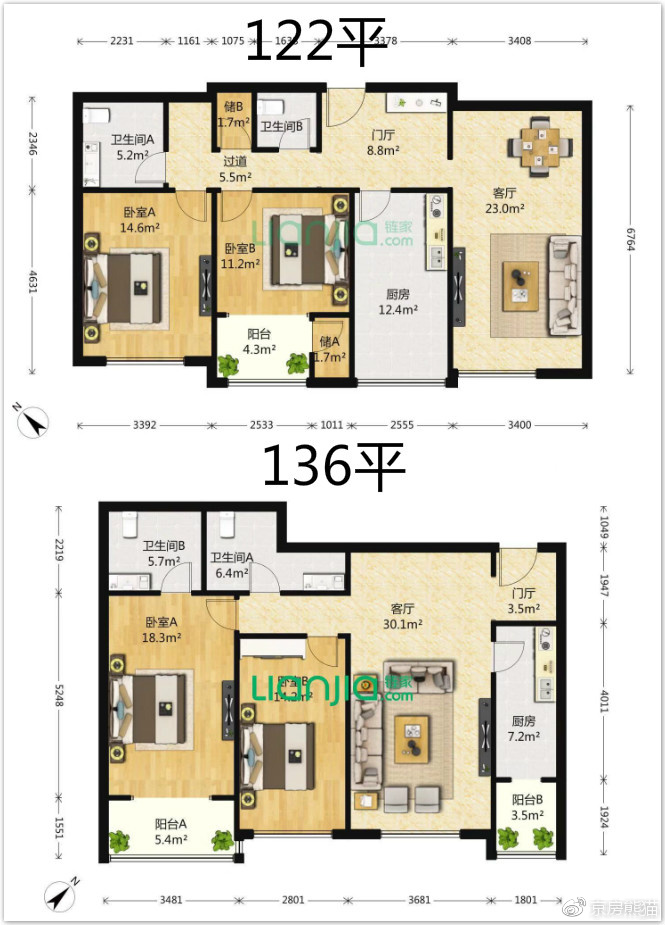 122平
2231 1161 1075 1635 3378 3408
2346
4631
6764
卫生间A
5.2m²
储B
1.7m²
卫生间B
门厅
8.8m²
过道
5.5m²
客厅
23.0m²
卧室A
14.6m²
卧室B
11.2m²
Lianjia.com
链家
厨房
12.4m²
阳台
4.3m²
储A
1.7m²
N
3392 2533 1011 2555 3400
136平
2219
5248
1551
1049
1947
4011
1924
卫生间B
5.7m²
卫生间A
6.4m²
门厅
3.5m²
客厅
30.1m²
卧室A
18.3m²
卧室B
14.2m²
Lianjia.com
链家
厨房
7.2m²
阳台A
5.4m²
阳台B
3.5m²
N
3481 2801 3681 1801
京房熊猫